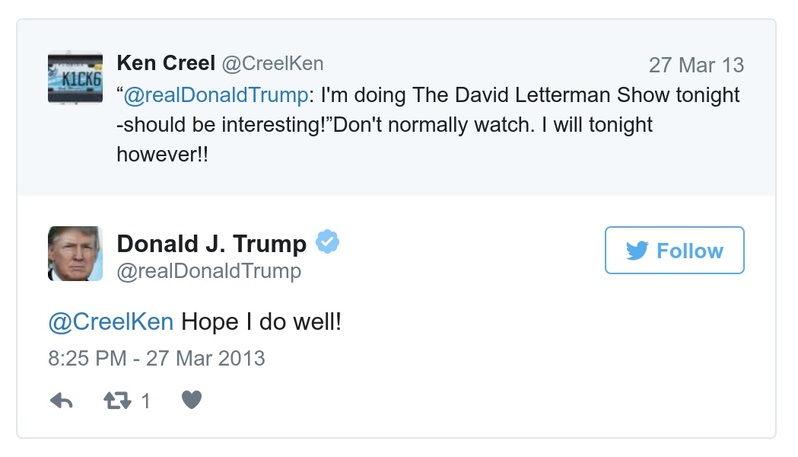 Ken Creel @CreelKen 27 Mar 13
“@realDonaldTrump: I'm doing The David Letterman Show tonight
-should be interesting!”Don't normally watch. I will tonight
however!!
K1CK6
Donald J. Trump
@realDonaldTrump
Follow
@CreelKen Hope I do well!
8:25 PM - 27 Mar 2013
1